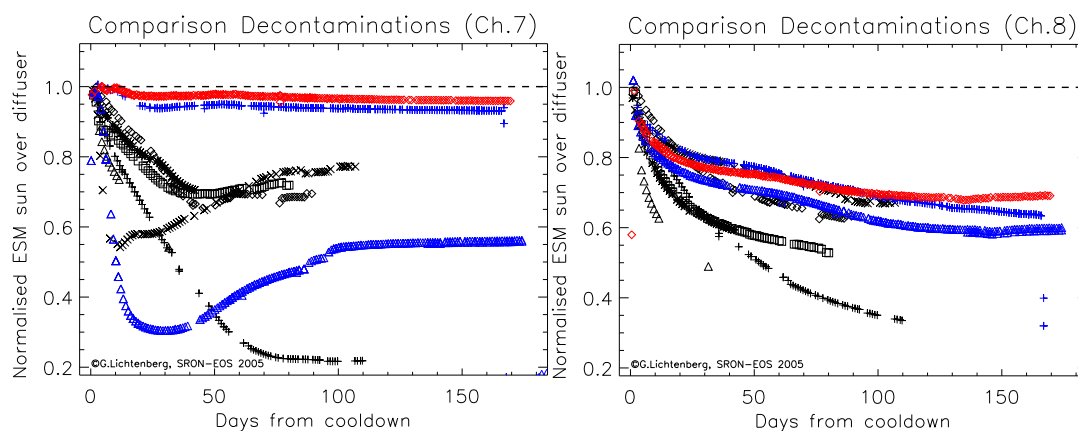 Comparison Decontaminations (Ch.7)
Normalised ESM sun over diffuser
1.0
0.8
0.6
0.4
0.2
©G.Lichtenberg, SRON-EOS 2005
0
50
100
150
Days from cooldown
Comparison Decontaminations (Ch.8)
Normalised ESM sun over diffuser
1.0
0.8
0.6
0.4
0.2
©G.Lichtenberg, SRON-EOS 2005
0
50
100
150
Days from cooldown